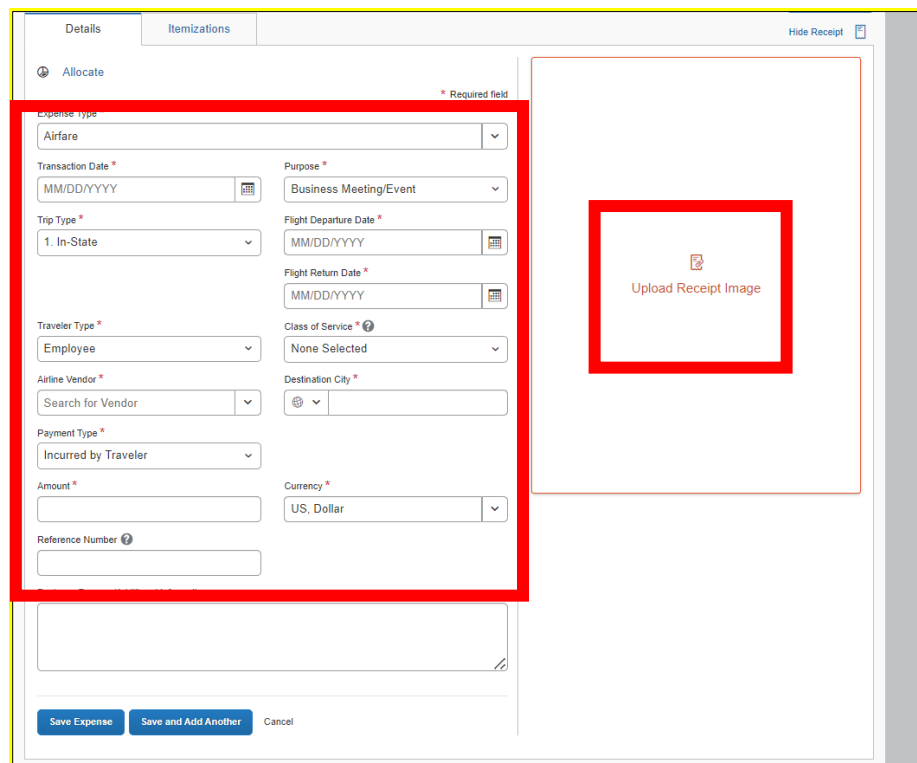 Details Itemizations Hide Receipt
Allocate
* Required field
Expense Type *
Airfare
Transaction Date * Purpose *
MM/DD/YYYY Business Meeting/Event
Trip Type * Flight Departure Date *
1. In-State MM/DD/YYYY
Flight Return Date *
MM/DD/YYYY
Upload Receipt Image
Traveler Type * Class of Service * ?
Employee None Selected
Airline Vendor * Destination City *
Search for Vendor
Payment Type *
Incurred by Traveler
Amount * Currency *
US, Dollar
Reference Number ?
Save Expense Save and Add Another Cancel